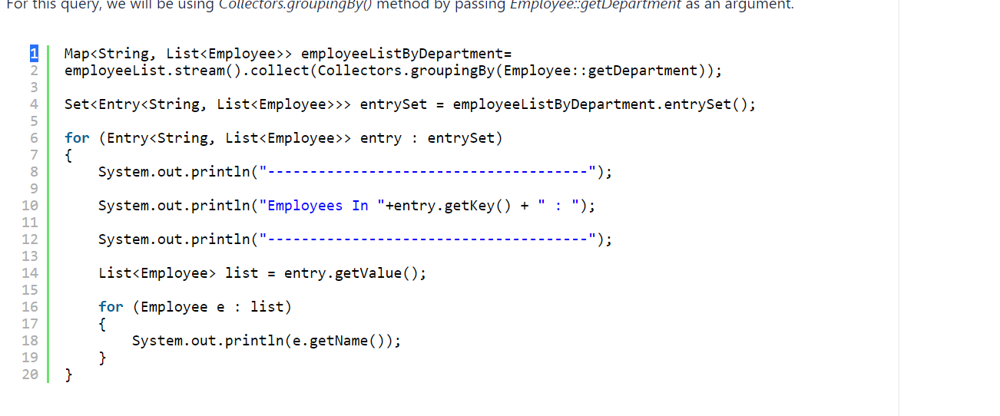 For this query, we will be using Collectors.groupingBy() method by passing Employee::getDepartment as an argument.
1 Map<String, List<Employee>> employeeListByDepartment=
2 employeeList.stream().collect(Collectors.groupingBy(Employee::getDepartment));
3
4 Set<Entry<String, List<Employee>>> entrySet = employeeListByDepartment.entrySet();
5
6 for (Entry<String, List<Employee>> entry : entrySet)
7 {
8     System.out.println("--------------------------------------");
9
10     System.out.println("Employees In "+entry.getKey() + " : ");
11
12     System.out.println("--------------------------------------");
13
14     List<Employee> list = entry.getValue();
15
16     for (Employee e : list)
17     {
18         System.out.println(e.getName());
19     }
20 }